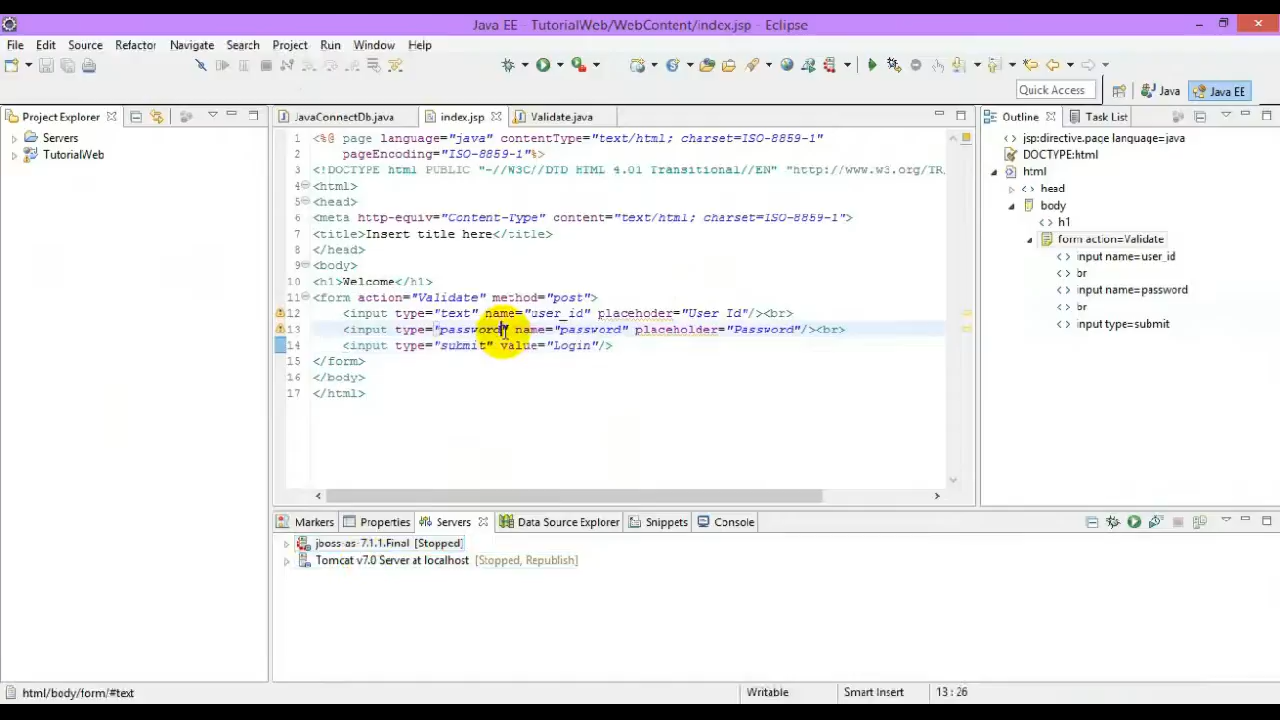 Java EE - TutorialWeb/WebContent/index.jsp - Eclipse
File Edit Source Refactor Navigate Search Project Run Window Help
Quick Access Java Java EE
Project Explorer
Servers
TutorialWeb
JavaConnectDb.java index.jsp Validate.java
1 <%@ page language="java" contentType="text/html; charset=ISO-8859-1"
2 pageEncoding="ISO-8859-1"%>
3 <!DOCTYPE html PUBLIC "-//W3C//DTD HTML 4.01 Transitional//EN" "http://www.w3.org/TR/
4 <html>
5 <head>
6 <meta http-equiv="Content-Type" content="text/html; charset=ISO-8859-1">
7 <title>Insert title here</title>
8 </head>
9 <body>
10 <h1>Welcome</h1>
11 <form action="Validate" method="post">
12 <input type="text" name="user_id" placehoder="User Id"/><br>
13 <input type="password" name="password" placeholder="Password"/><br>
14 <input type="submit" value="Login"/>
15 </form>
16 </body>
17 </html>
Outline Task List
jsp:directive.page language=java
DOCTYPE:html
html
head
body
h1
form action=Validate
input name=user_id
br
input name=password
br
input type=submit
Markers Properties Servers Data Source Explorer Snippets Console
jboss-as-7.1.1.Final [Stopped]
Tomcat v7.0 Server at localhost [Stopped, Republish]
html/body/form/#text Writable Smart Insert 13 : 26